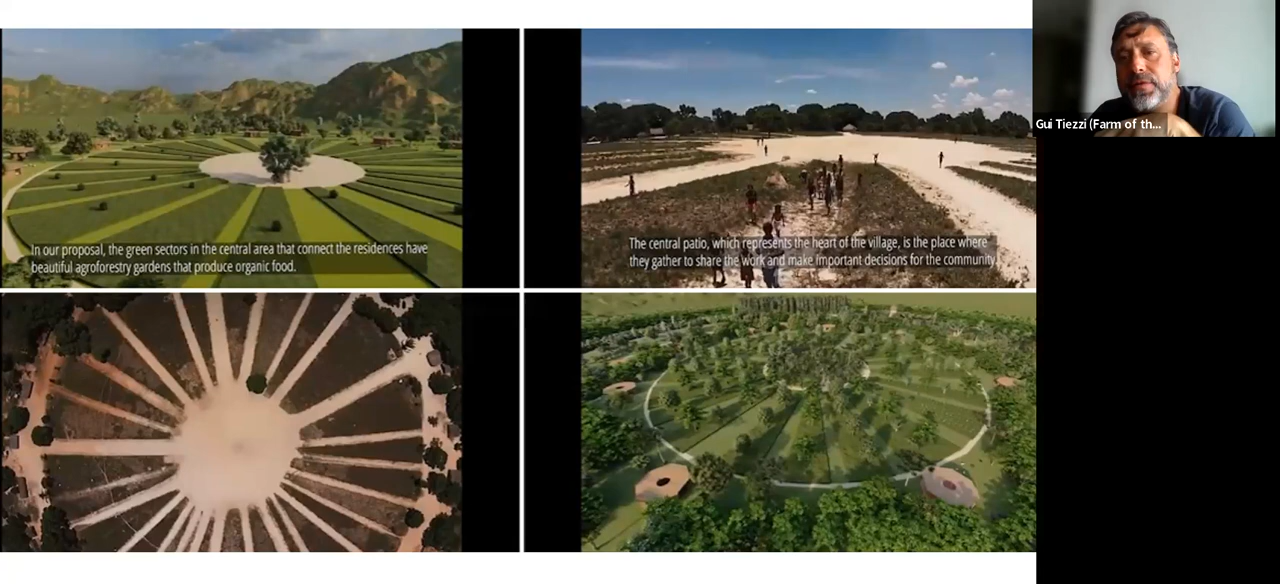 In our proposal, the green sectors in the central area that connect the residences have
beautiful agroforestry gardens that produce organic food.
The central patio, which represents the heart of the village, is the place where
they gather to share the work and make important decisions for the community.
Gui Tiezzi (Farm of th...